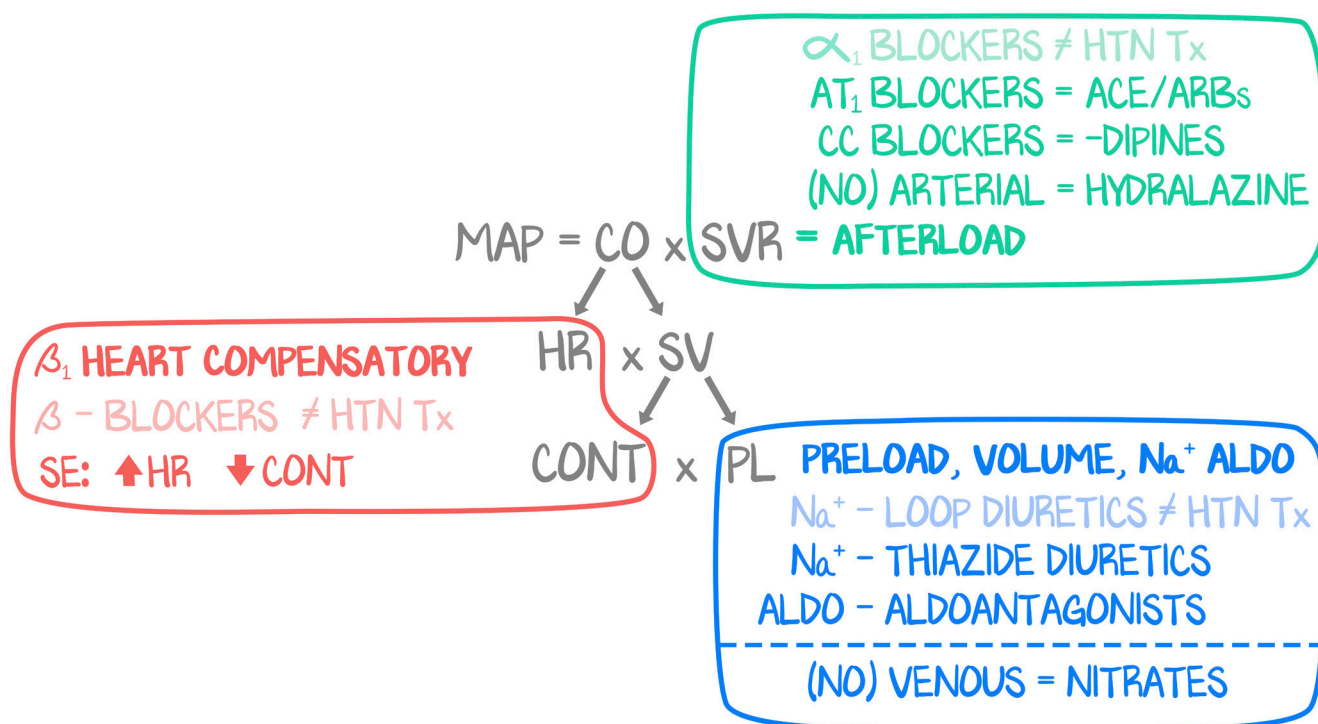 α₁ BLOCKERS ≠ HTN Tx
AT₁ BLOCKERS = ACE/ARBs
CC BLOCKERS = -DIPINES
(NO) ARTERIAL = HYDRALAZINE
MAP = CO x SVR = AFTERLOAD
HR x SV
β₁ HEART COMPENSATORY
β - BLOCKERS ≠ HTN Tx
SE: ↑ HR ↓ CONT
CONT x PL PRELOAD, VOLUME, Na⁺ ALDO
Na⁺ - LOOP DIURETICS ≠ HTN Tx
Na⁺ - THIAZIDE DIURETICS
ALDO - ALDOANTAGONISTS
(NO) VENOUS = NITRATES